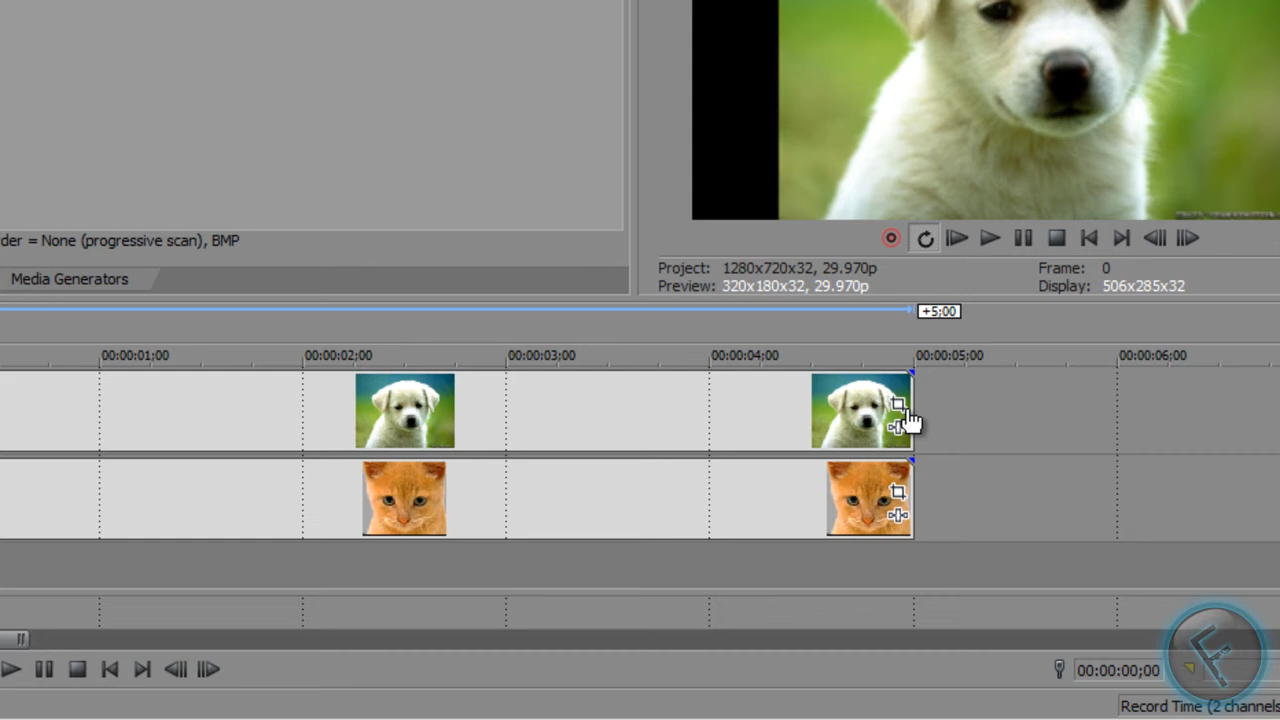 der = None (progressive scan), BMP
Media Generators
Project: 1280x720x32, 29.970p
Frame: 0
Preview: 320x180x32, 29.970p
Display: 506x285x32
+5;00
00:00:01;00
00:00:02;00
00:00:03;00
00:00:04;00
00:00:05;00
00:00:06;00
00:00:00;00
Record Time (2 channels